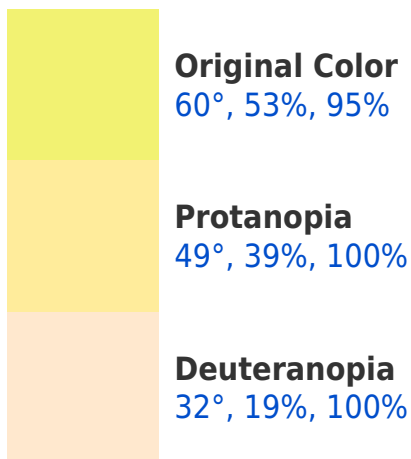 Original Color
60°, 53%, 95%
Protanopia
49°, 39%, 100%
Deuteranopia
32°, 19%, 100%